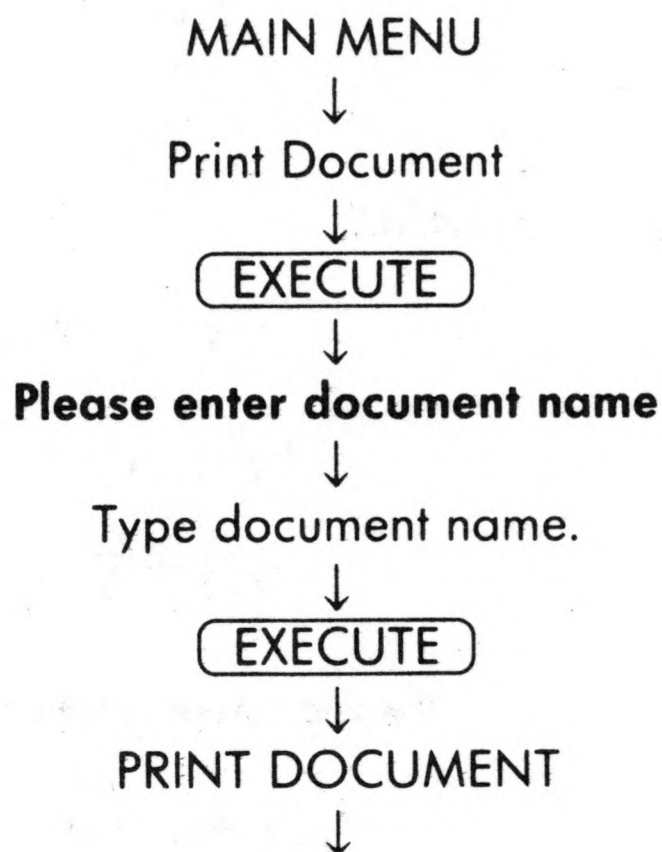 MAIN MENU
↓
Print Document
↓
EXECUTE
↓
Please enter document name
↓
Type document name.
↓
EXECUTE
↓
PRINT DOCUMENT
↓